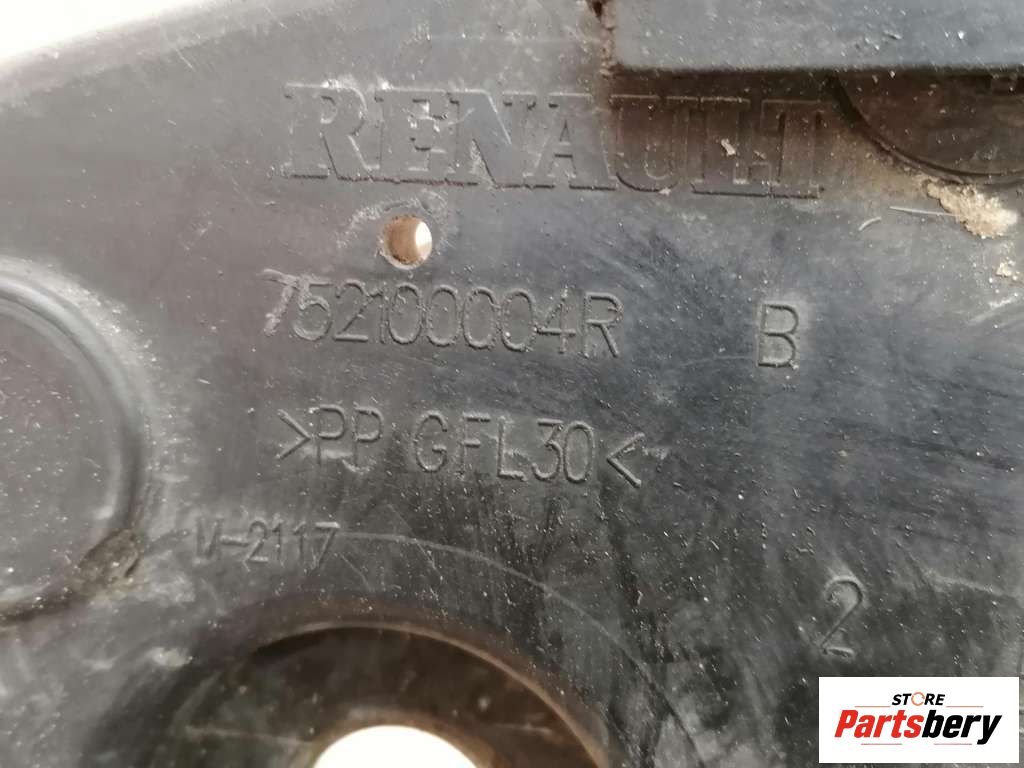 RENAULT
752100004R B
>PP GFL30<
M-2117
2
STORE
Partsbery